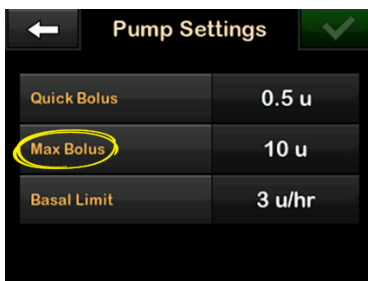 Pump Settings
Quick Bolus 0.5 u
Max Bolus 10 u
Basal Limit 3 u/hr